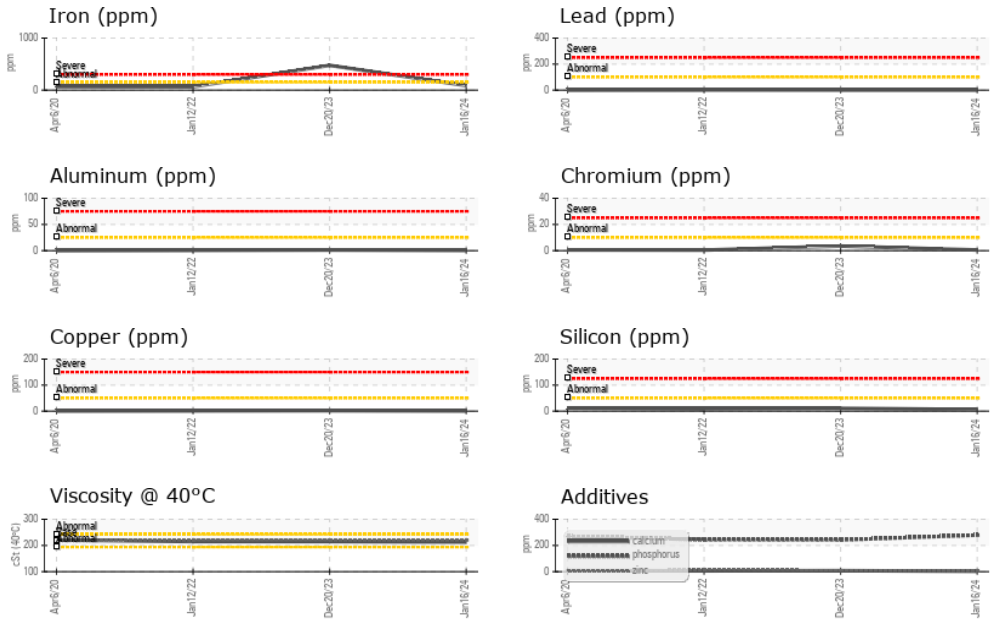 Iron (ppm)
1000
500
0
ppm
Severe
Abnormal
Apr6/20
Jan12/22
Dec20/23
Jan16/24
Lead (ppm)
400
200
0
ppm
Severe
Abnormal
Apr6/20
Jan12/22
Dec20/23
Jan16/24
Aluminum (ppm)
100
50
0
ppm
Severe
Abnormal
Apr6/20
Jan12/22
Dec20/23
Jan16/24
Chromium (ppm)
40
20
0
ppm
Severe
Abnormal
Apr6/20
Jan12/22
Dec20/23
Jan16/24
Copper (ppm)
200
100
0
ppm
Severe
Abnormal
Apr6/20
Jan12/22
Dec20/23
Jan16/24
Silicon (ppm)
200
100
0
ppm
Severe
Abnormal
Apr6/20
Jan12/22
Dec20/23
Jan16/24
Viscosity @ 40°C
300
200
100
cSt (40°C)
Abnormal
Abnormal
Apr6/20
Jan12/22
Dec20/23
Jan16/24
Additives
400
200
0
ppm
calcium
phosphorus
zinc
Apr6/20
Jan12/22
Dec20/23
Jan16/24